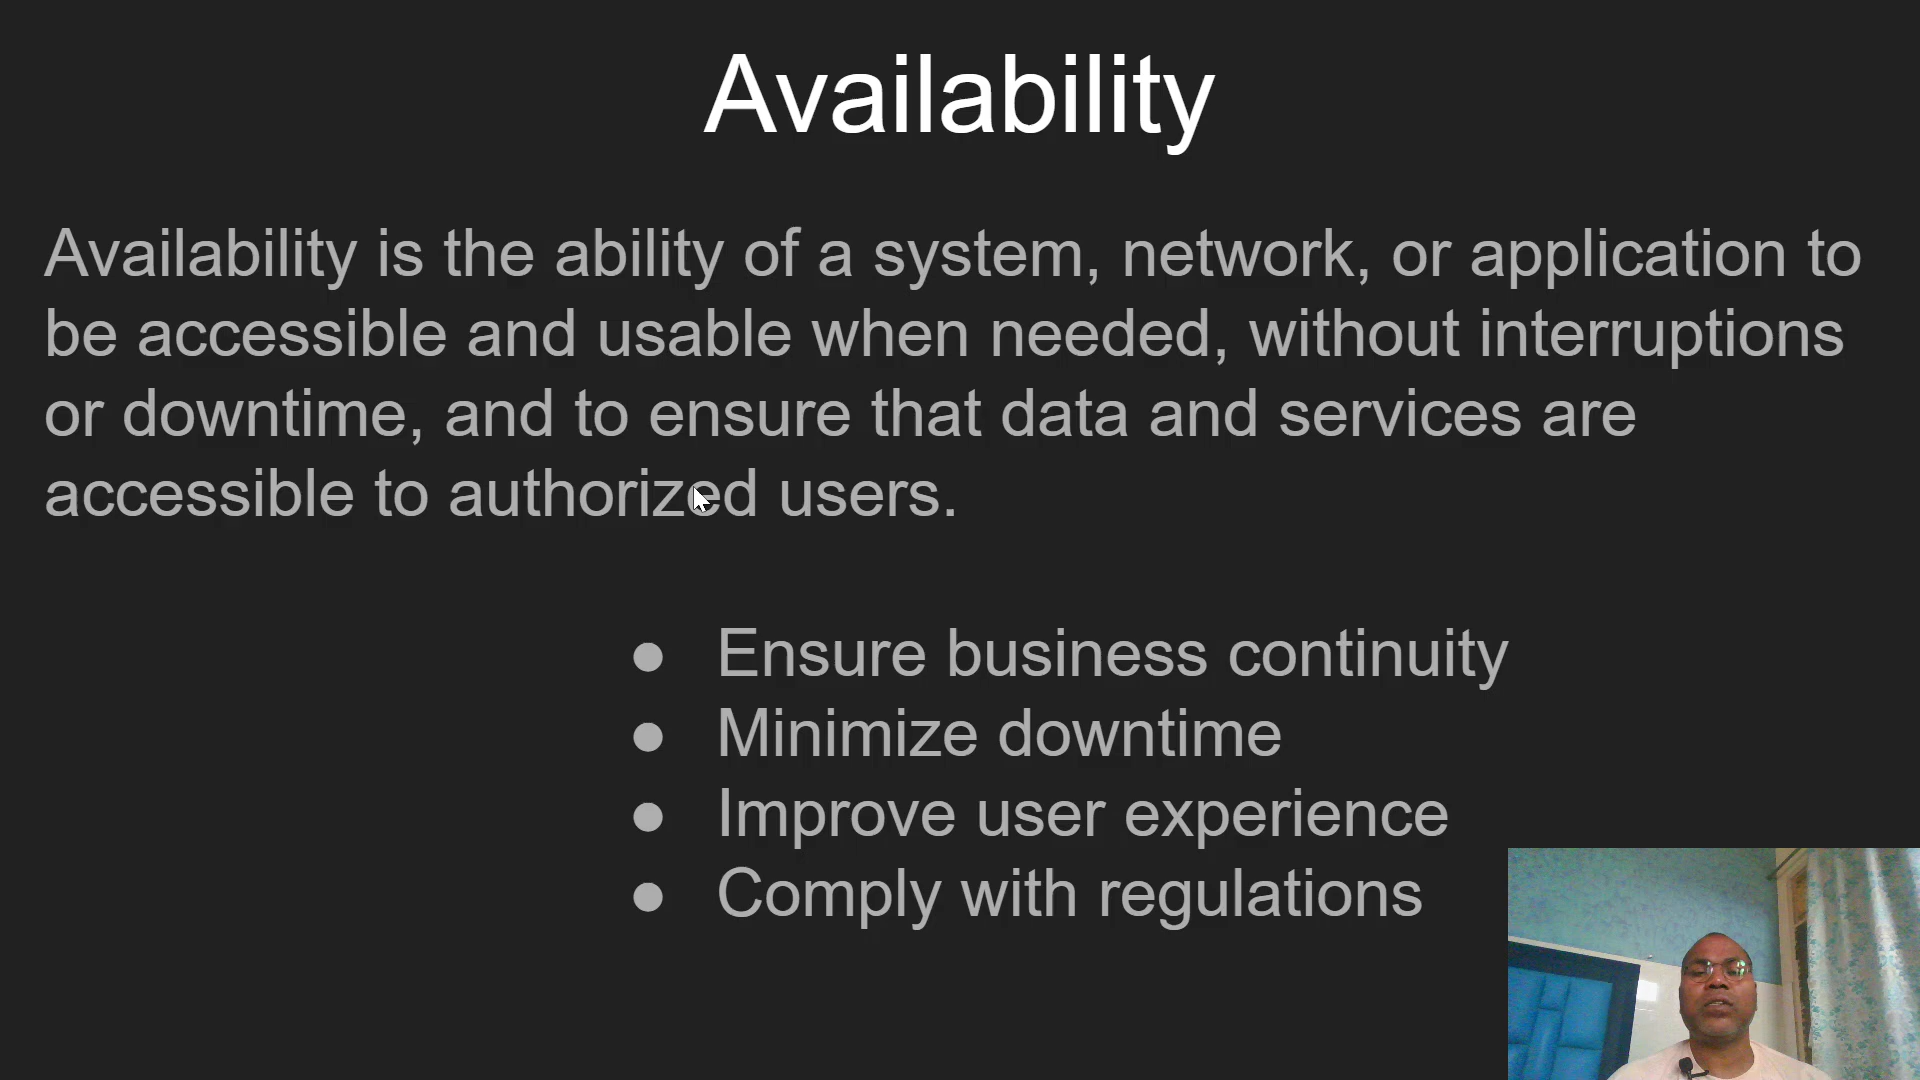 Availability
Availability is the ability of a system, network, or application to
be accessible and usable when needed, without interruptions
or downtime, and to ensure that data and services are
accessible to authorized users.
● Ensure business continuity
● Minimize downtime
● Improve user experience
● Comply with regulations